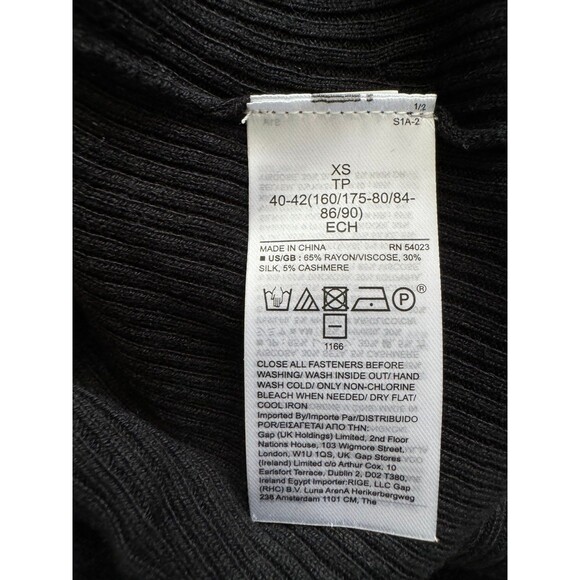 1/2
S1A-2
XS
TP
40-42(160/175-80/84-
86/90)
ECH
MADE IN CHINA RN 54023
■ US/GB : 65% RAYON/VISCOSE, 30%
SILK, 5% CASHMERE
P ®
1166
CLOSE ALL FASTENERS BEFORE
WASHING/ WASH INSIDE OUT/ HAND
WASH COLD/ ONLY NON-CHLORINE
BLEACH WHEN NEEDED/ DRY FLAT/
COOL IRON
Imported By/Importe Par/DISTRIBUIDO
POR/ΕΙΣΑΓΕΤΑΙ ΑΠΟ ΤΗΝ:
Gap (UK Holdings) Limited, 2nd Floor
Nations House, 103 Wigmore Street,
London, W1U 1QS, UK Gap Stores
(Ireland) Limited c/o Arthur Cox, 10
Earlsfort Terrace, Dublin 2, D02 T380,
Ireland Egypt Importer:RIGE, LLC Gap
(RHC) B.V. Luna ArenA Herikerbergweg
238 Amsterdam 1101 CM, The